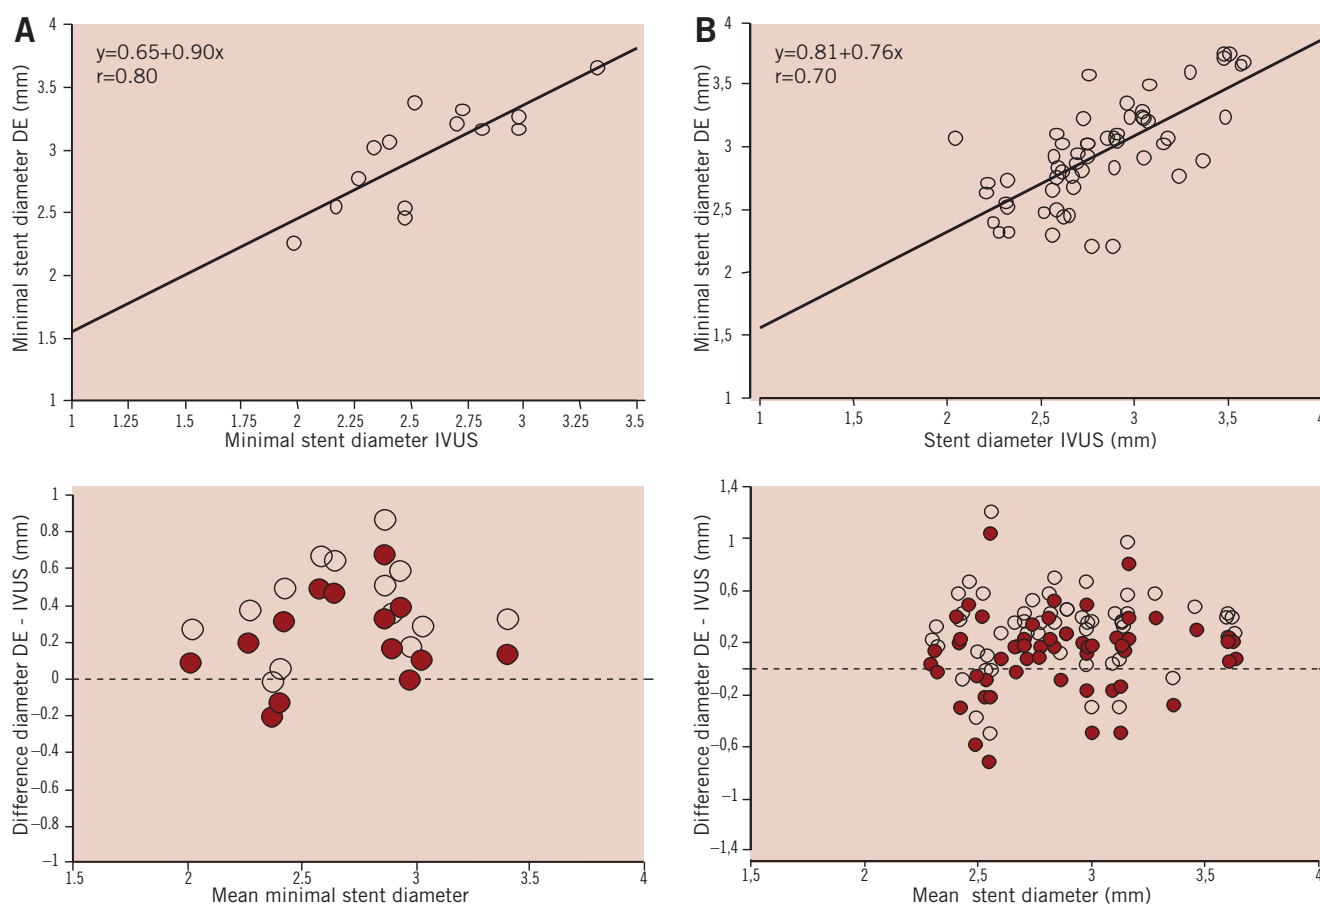 A
y=0.65+0.90x
r=0.80
Minimal stent diameter DE (mm)
4
3.5
3
2.5
2
1.5
1
1 1.25 1.5 1.75 2 2.25 2.5 2.75 3 3.25 3.5
Minimal stent diameter IVUS
B
y=0.81+0.76x
r=0.70
Minimal stent diameter DE (mm)
4
3,5
3
2,5
2
1,5
1
1 1,5 2 2,5 3 3,5 4
Stent diameter IVUS (mm)
Difference diameter DE - IVUS (mm)
1
0.8
0.6
0.4
0.2
0
−0.2
−0.4
−0.6
−0.8
−1
1.5 2 2.5 3 3.5 4
Mean minimal stent diameter
Difference diameter DE - IVUS (mm)
1,4
1
0,6
0,2
−0,2
−0,6
−1
−1,4
1,5 2 2,5 3 3,5 4
Mean stent diameter (mm)